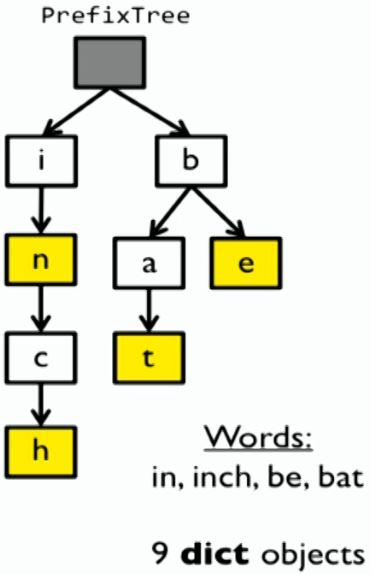 PrefixTree
i b
n a e
c t
h
Words:
in, inch, be, bat
9 dict objects